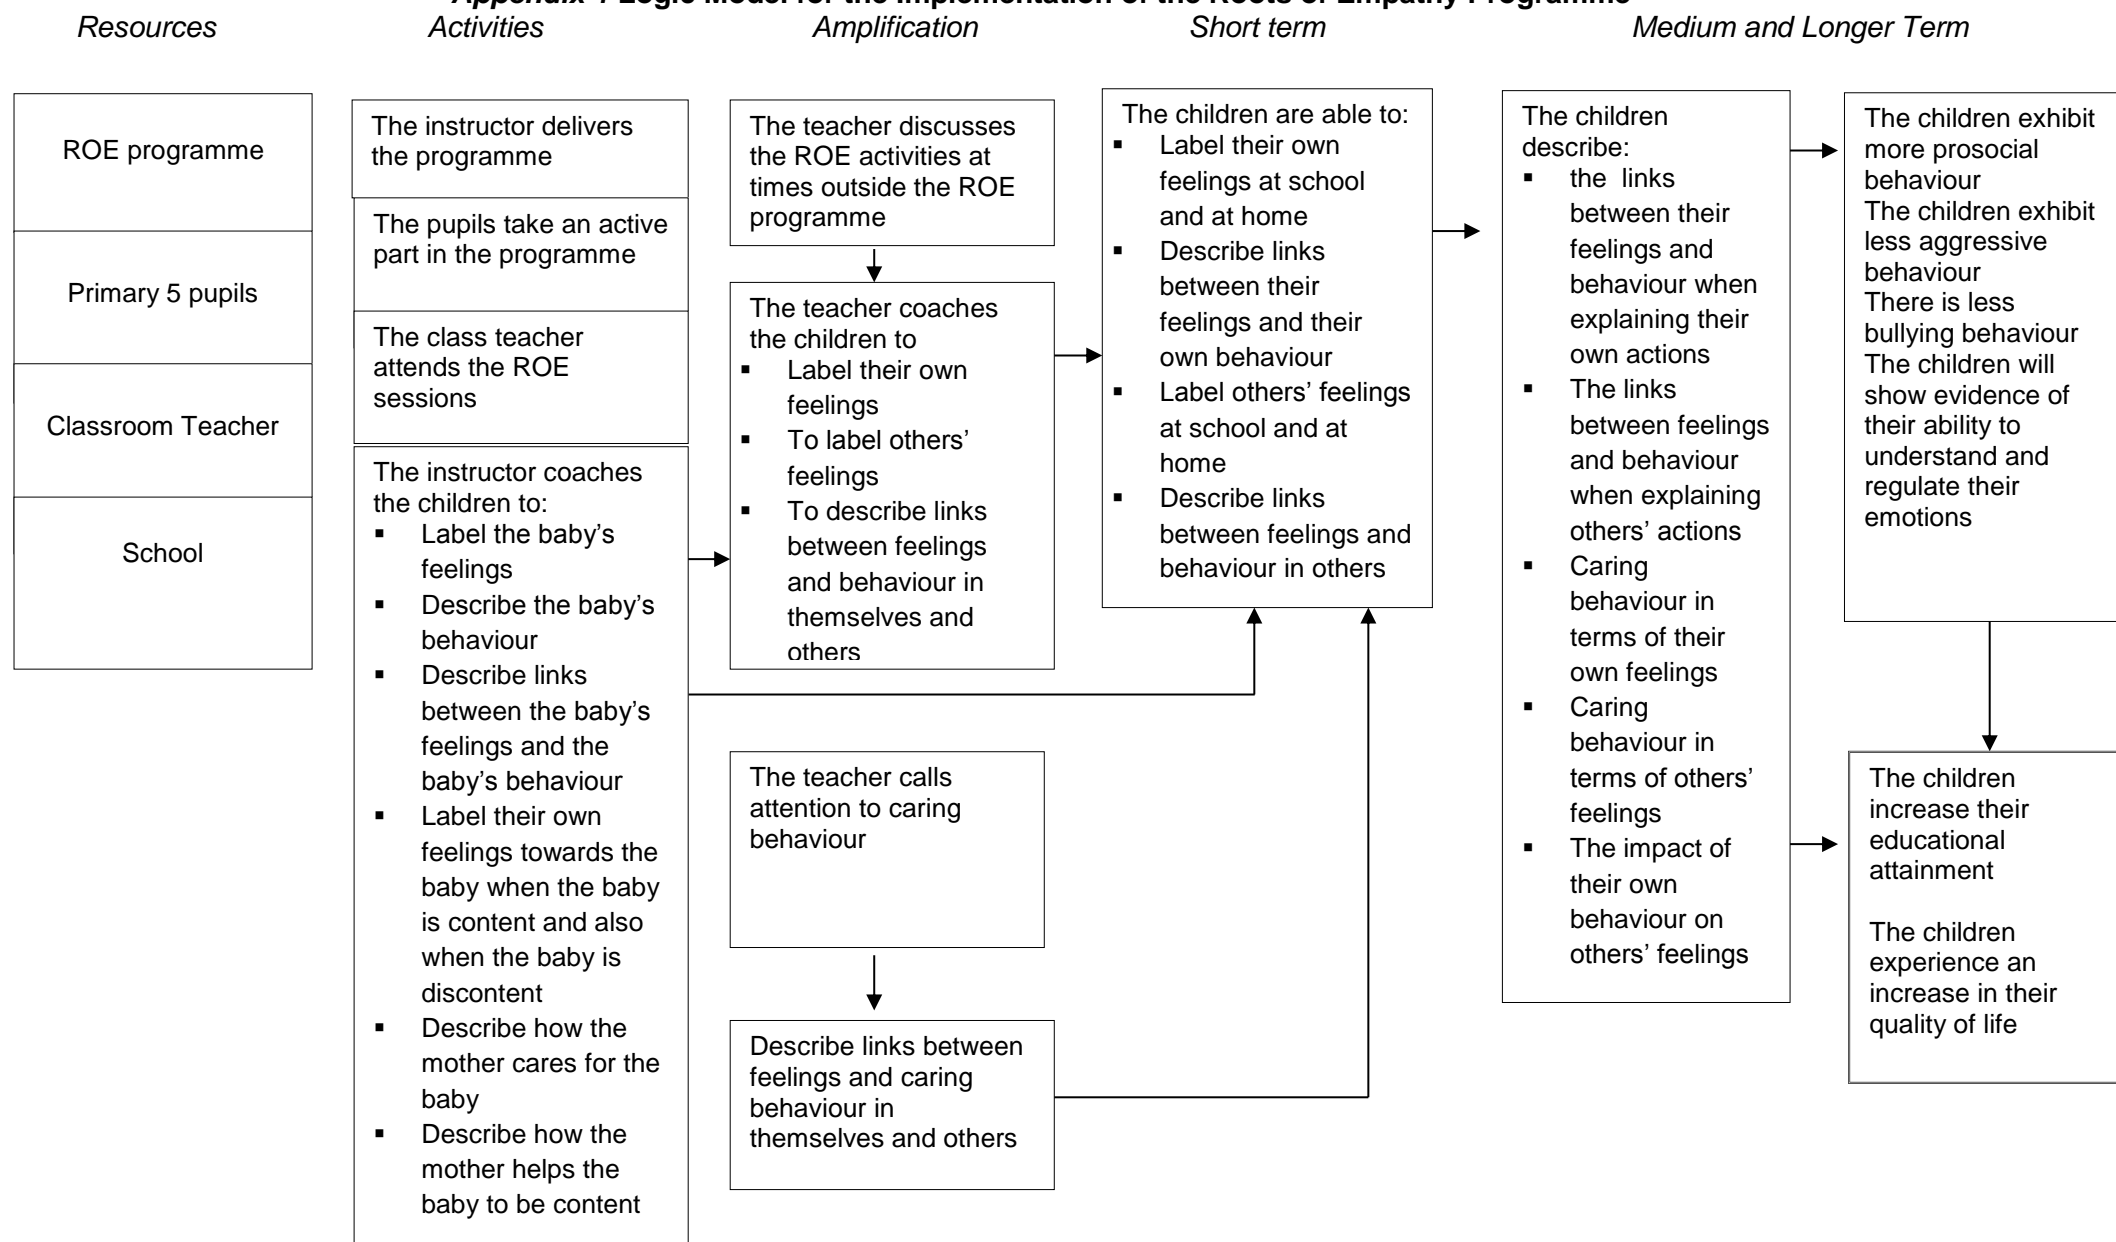 Appendix 4 Logic Model for the Implementation of the Roots of Empathy Programme
Resources
Activities
Amplification
Short term
Medium and Longer Term
ROE programme
Primary 5 pupils
Classroom Teacher
School
The instructor delivers
the programme
The pupils take an active
part in the programme
The class teacher
attends the ROE
sessions
The instructor coaches
the children to:
▪ Label the baby’s
feelings
▪ Describe the baby’s
behaviour
▪ Describe links
between the baby’s
feelings and the
baby’s behaviour
▪ Label their own
feelings towards the
baby when the baby
is content and also
when the baby is
discontent
▪ Describe how the
mother cares for the
baby
▪ Describe how the
mother helps the
baby to be content
The teacher discusses
the ROE activities at
times outside the ROE
programme
The teacher coaches
the children to
▪ Label their own
feelings
▪ To label others’
feelings
▪ To describe links
between feelings
and behaviour in
themselves and
others
The teacher calls
attention to caring
behaviour
Describe links between
feelings and caring
behaviour in
themselves and others
The children are able to:
▪ Label their own
feelings at school
and at home
▪ Describe links
between their
feelings and their
own behaviour
▪ Label others’ feelings
at school and at
home
▪ Describe links
between feelings and
behaviour in others
The children
describe:
▪ the links
between their
feelings and
behaviour when
explaining their
own actions
▪ The links
between feelings
and behaviour
when explaining
others’ actions
▪ Caring
behaviour in
terms of their
own feelings
▪ Caring
behaviour in
terms of others’
feelings
▪ The impact of
their own
behaviour on
others’ feelings
The children exhibit
more prosocial
behaviour
The children exhibit
less aggressive
behaviour
There is less
bullying behaviour
The children will
show evidence of
their ability to
understand and
regulate their
emotions
The children
increase their
educational
attainment
The children
experience an
increase in their
quality of life